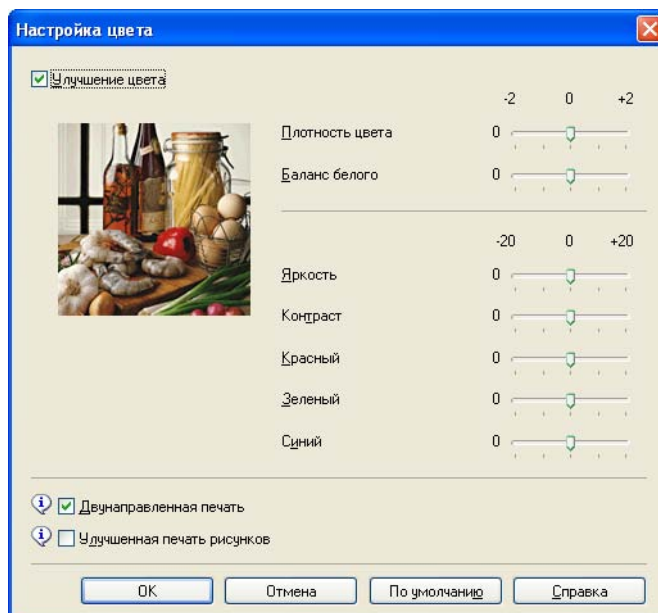 Настройка цвета
Улучшение цвета
-2 0 +2
Плотность цвета 0
Баланс белого 0
-20 0 +20
Яркость 0
Контраст 0
Красный 0
Зеленый 0
Синий 0
Двунаправленная печать
Улучшенная печать рисунков
OK Отмена По умолчанию Справка